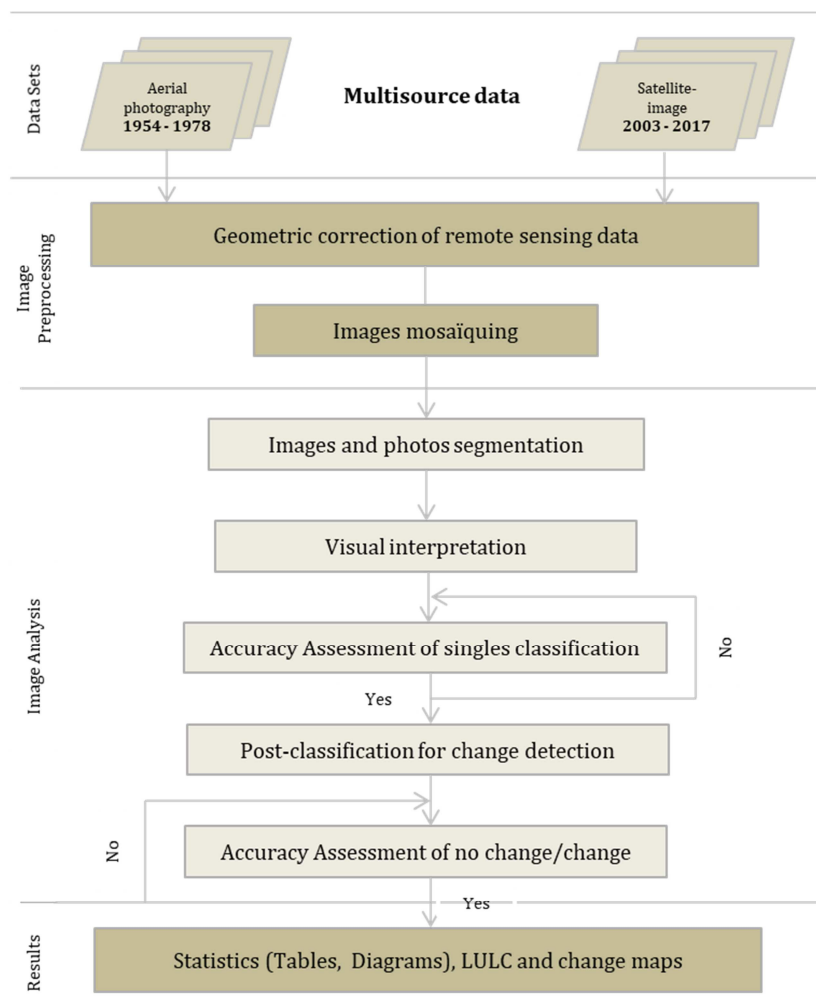 Data Sets
Aerial
photography
1954 - 1978
Multisource data
Satellite-
image
2003 - 2017
Image
Preprocessing
Geometric correction of remote sensing data
Images mosaïquing
Image Analysis
Images and photos segmentation
Visual interpretation
Accuracy Assessment of singles classification
No
Yes
Post-classification for change detection
No
Accuracy Assessment of no change/change
Yes
Results
Statistics (Tables, Diagrams), LULC and change maps